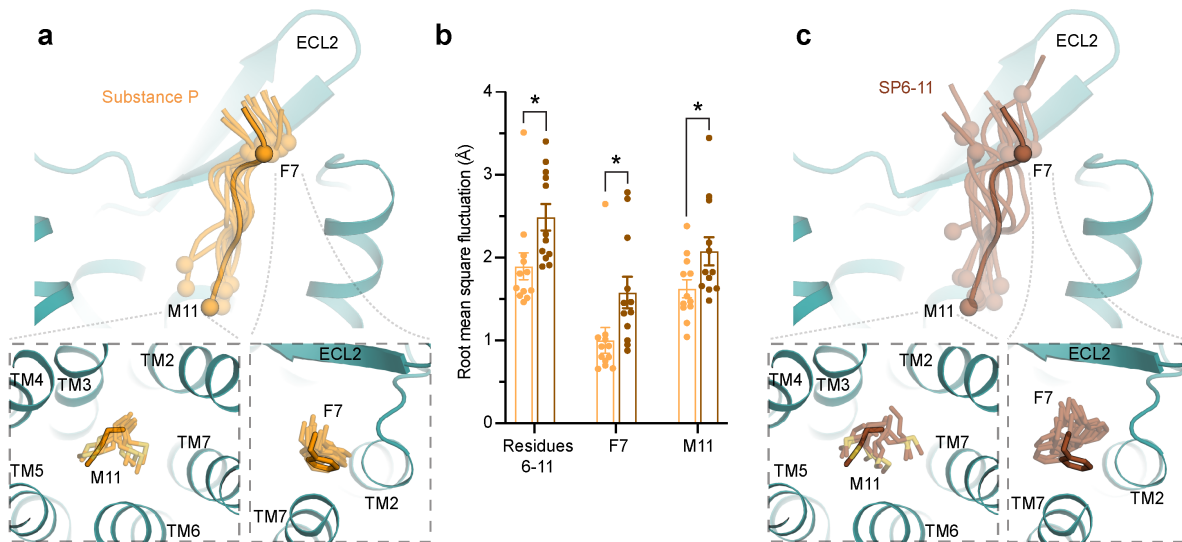 a
ECL2
Substance P
F7
M11
TM2
TM4
TM3
TM7
TM5
M11
TM6
ECL2
F7
TM2
TM7
b
Root mean square fluctuation (Å)
4
3
2
1
0
*
*
*
Residues
6-11
F7
M11
c
ECL2
SP6-11
F7
M11
TM2
TM4
TM3
TM7
TM5
M11
TM6
ECL2
F7
TM2
TM7